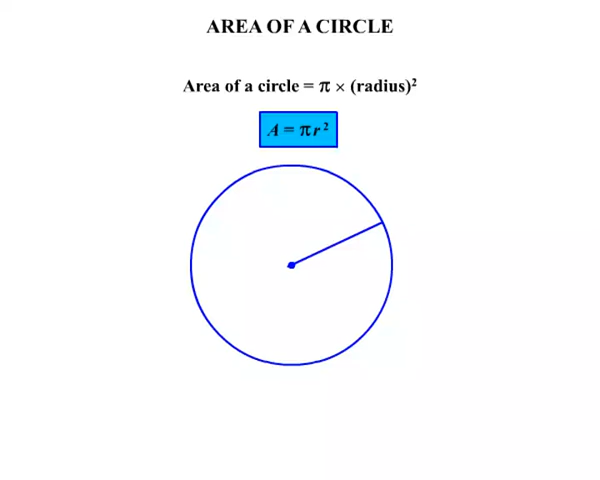 AREA OF A CIRCLE
Area of a circle = π × (radius)²
A = πr²